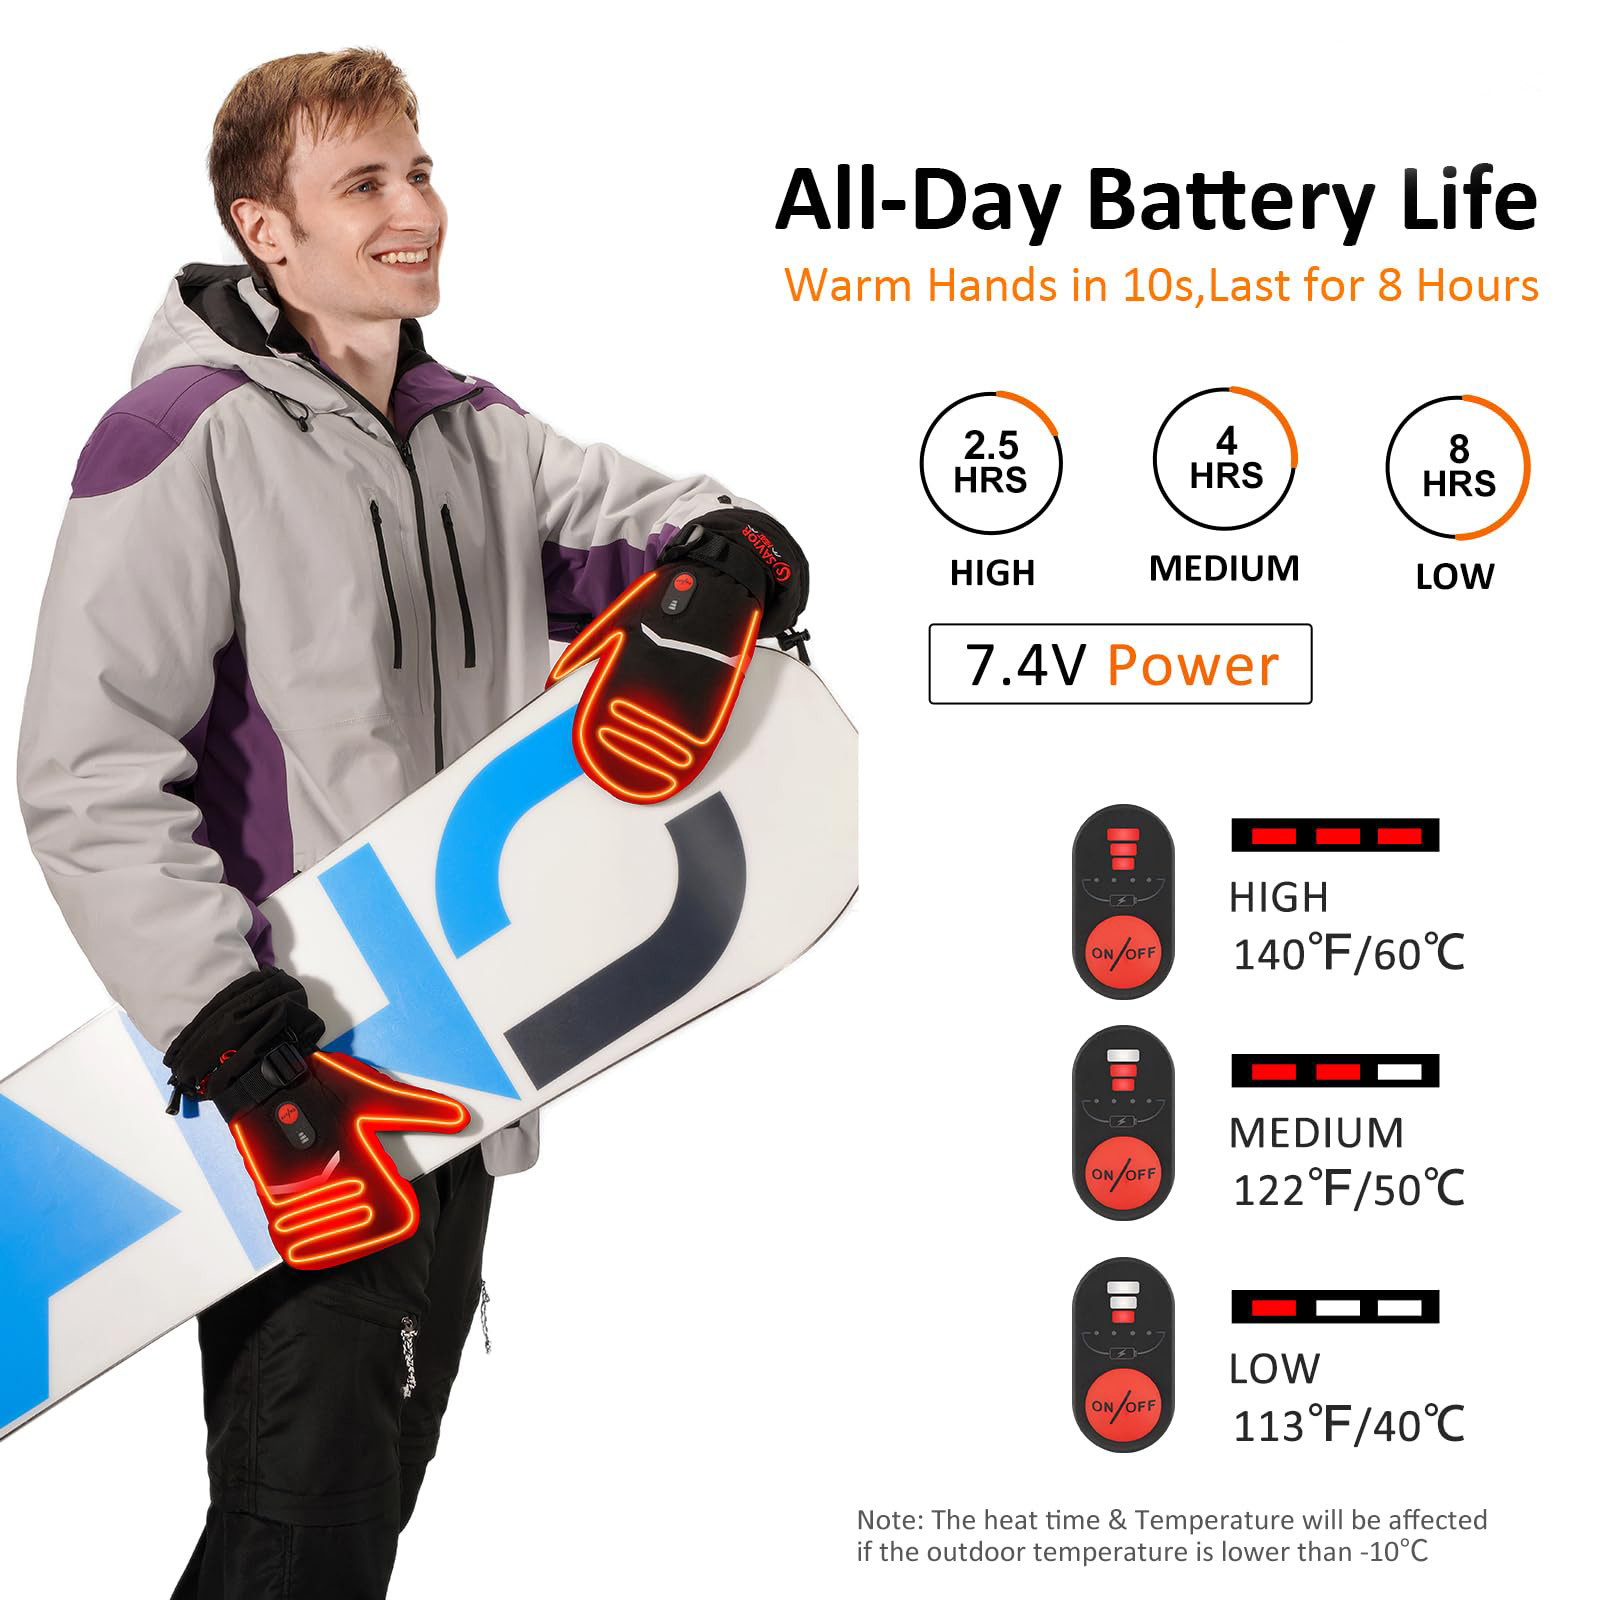 All-Day Battery Life
Warm Hands in 10s,Last for 8 Hours
2.5
HRS
HIGH
4
HRS
MEDIUM
8
HRS
LOW
7.4V Power
SAVIOR
HIGH
140°F/60℃
ON/OFF
MEDIUM
122°F/50℃
ON/OFF
LOW
113°F/40℃
ON/OFF
Note: The heat time & Temperature will be affected
if the outdoor temperature is lower than -10℃